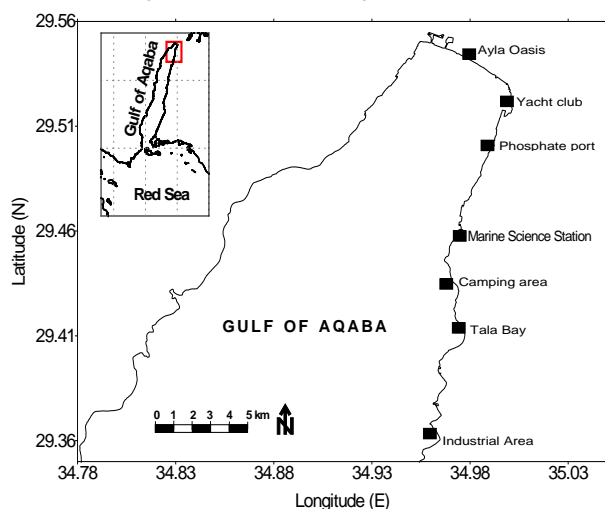 29.56
29.51
29.46
29.41
29.36
Latitude (N)
Gulf of Aqaba
Red Sea
Ayla Oasis
Yacht club
Phosphate port
Marine Science Station
Camping area
Tala Bay
Industrial Area
GULF OF AQABA
0 1 2 3 4 5 km
N
34.78 34.83 34.88 34.93 34.98 35.03
Longitude (E)